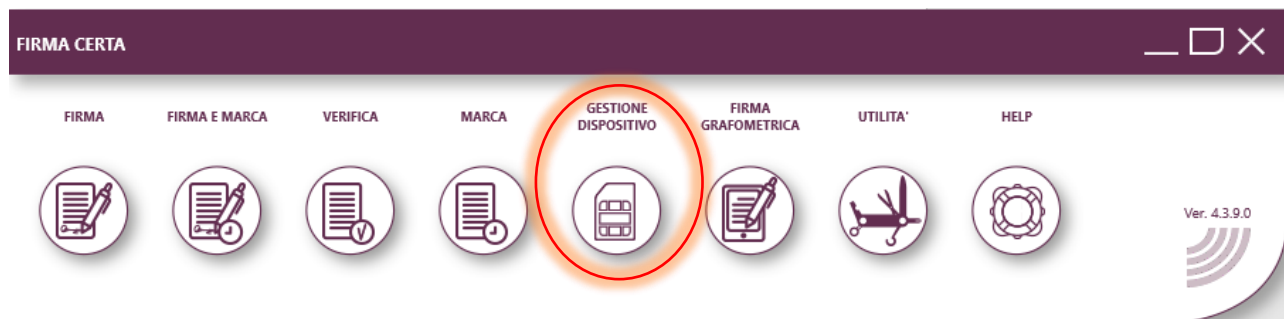 FIRMA CERTA
FIRMA
FIRMA E MARCA
VERIFICA
MARCA
GESTIONE
DISPOSITIVO
FIRMA
GRAFOMETRICA
UTILITA'
HELP
Ver. 4.3.9.0